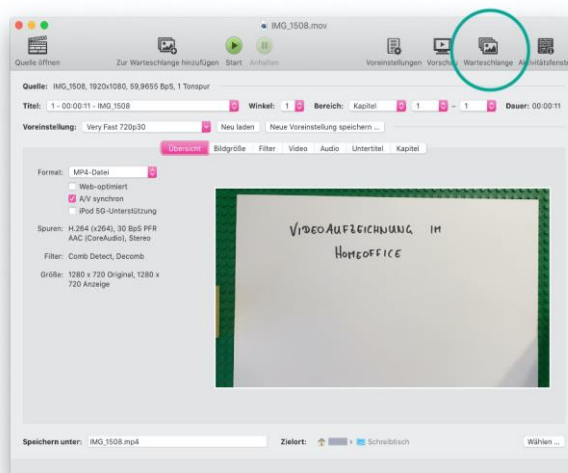 IMG_1508.mov
Quelle öffnen
Zur Warteschlange hinzufügen
Start
Anhalten
Voreinstellungen
Vorschau
Warteschlange
Aktivitätsfenste
Quelle: IMG_1508, 1920x1080, 59,9655 BpS, 1 Tonspur
Titel: 1 - 00:00:11 - IMG_1508 Winkel: 1 Bereich: Kapitel 1 - 1 Dauer: 00:00:11
Voreinstellung: Very Fast 720p30 Neu laden Neue Voreinstellung speichern ...
Übersicht Bildgröße Filter Video Audio Untertitel Kapitel
Format: MP4-Datei
Web-optimiert
A/V synchron
iPod 5G-Unterstützung
Spuren: H.264 (x264), 30 BpS PFR
AAC (CoreAudio), Stereo
Filter: Comb Detect, Decomb
Größe: 1280 x 720 Original, 1280 x
720 Anzeige
VIDEOAUFZEICHNUNG IM
HOMEOFFICE
Speichern unter: IMG_1508.mp4 Zielort: Schreibtisch Wählen ...